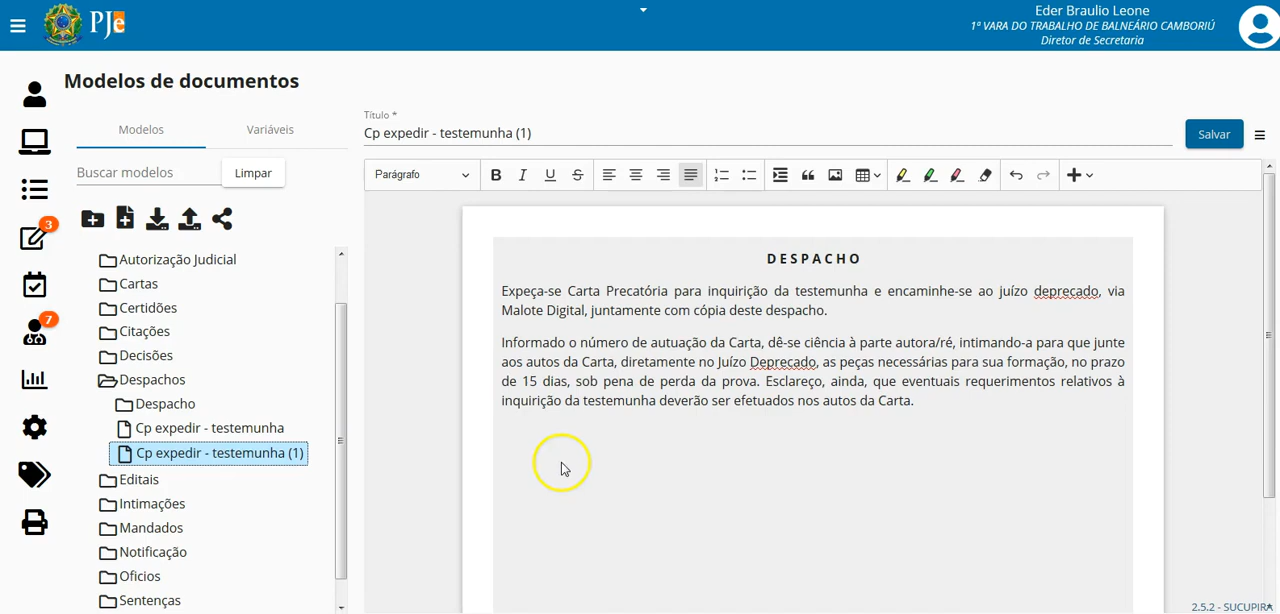 PJe
Eder Braulio Leone
1ª VARA DO TRABALHO DE BALNEÁRIO CAMBORIÚ
Diretor de Secretaria
Modelos de documentos
Modelos
Variáveis
Buscar modelos
Limpar
3
7
Autorização Judicial
Cartas
Certidões
Citações
Decisões
Despachos
Despacho
Cp expedir - testemunha
Cp expedir - testemunha (1)
Editais
Intimações
Mandados
Notificação
Oficios
Sentenças
Título *
Cp expedir - testemunha (1)
Salvar
Parágrafo
B I U S
D E S P A C H O
Expeça-se Carta Precatória para inquirição da testemunha e encaminhe-se ao juízo deprecado, via
Malote Digital, juntamente com cópia deste despacho.
Informado o número de autuação da Carta, dê-se ciência à parte autora/ré, intimando-a para que junte
aos autos da Carta, diretamente no Juízo Deprecado, as peças necessárias para sua formação, no prazo
de 15 dias, sob pena de perda da prova. Esclareço, ainda, que eventuais requerimentos relativos à
inquirição da testemunha deverão ser efetuados nos autos da Carta.
2.5.2 - SUCUPIRA